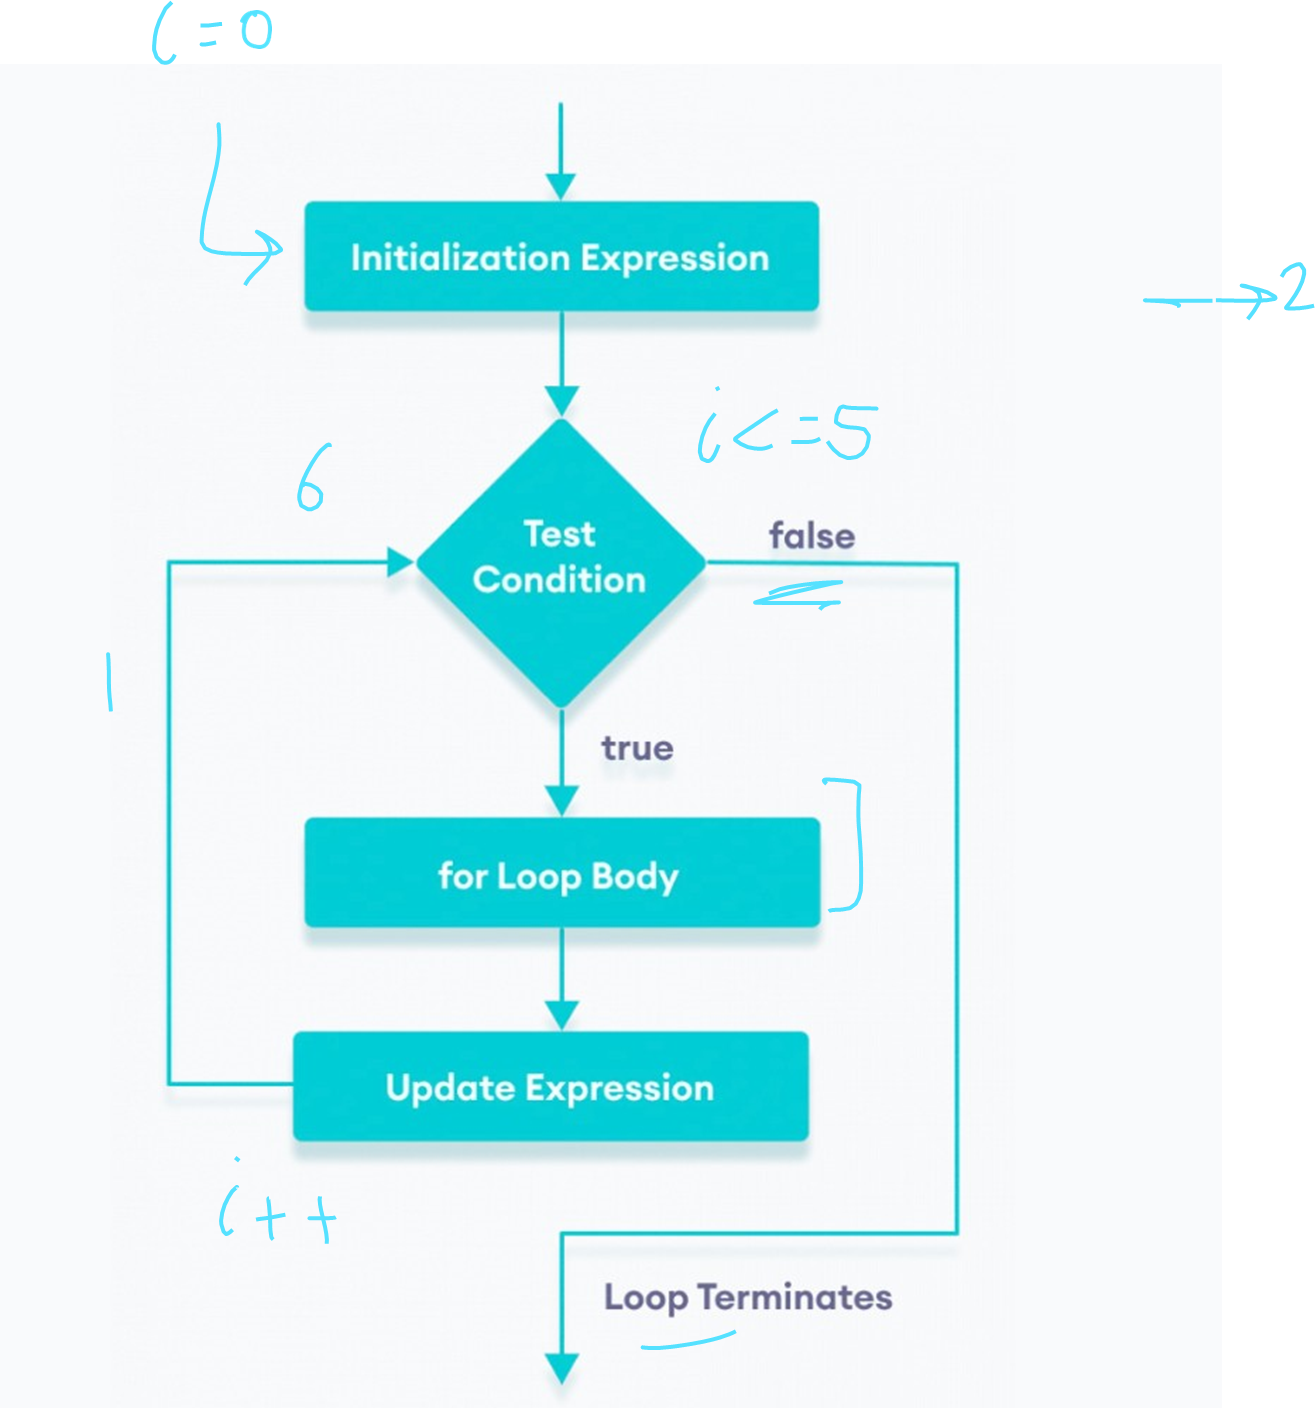 i=0
Initialization Expression
→2
i<=5
6
Test
Condition
false
1
true
for Loop Body
Update Expression
i++
Loop Terminates